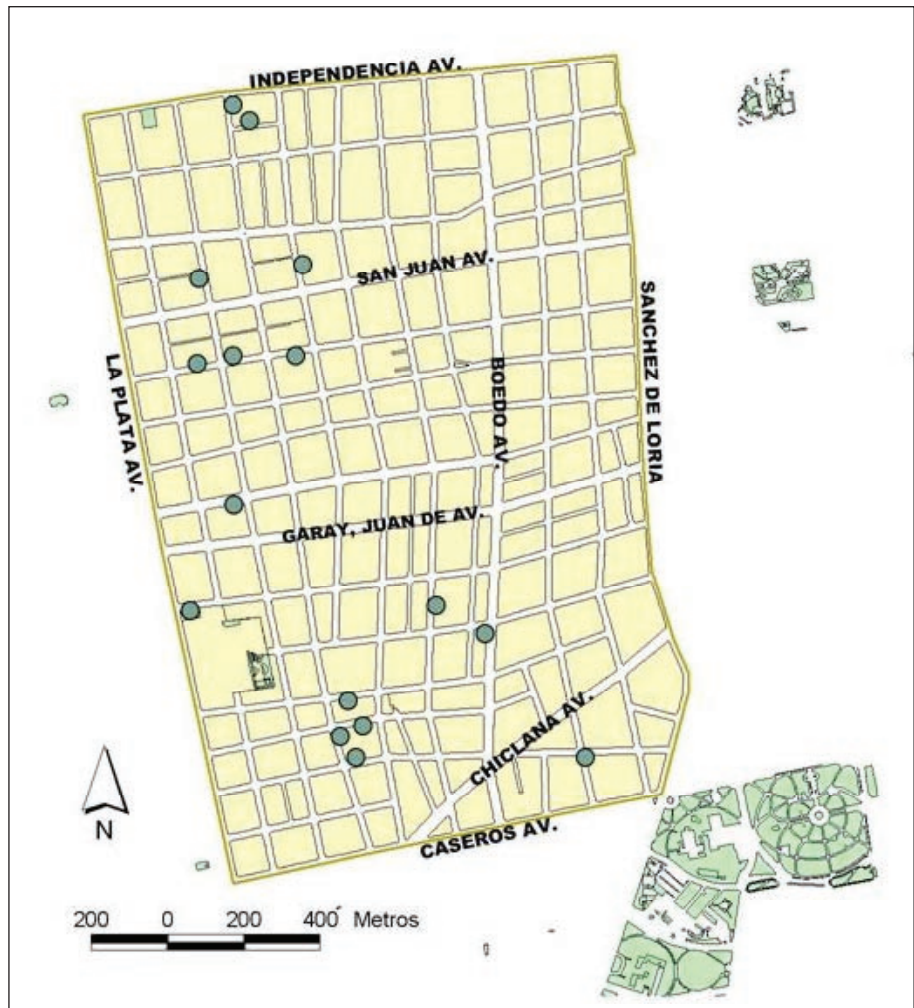 INDEPENDENCIA AV.
SAN JUAN AV.
SANCHEZ DE LORIA
LA PLATA AV.
BOEDO AV.
GARAY, JUAN DE AV.
CHICLANA AV.
CASEROS AV.
N
200 0 200 400 Metros